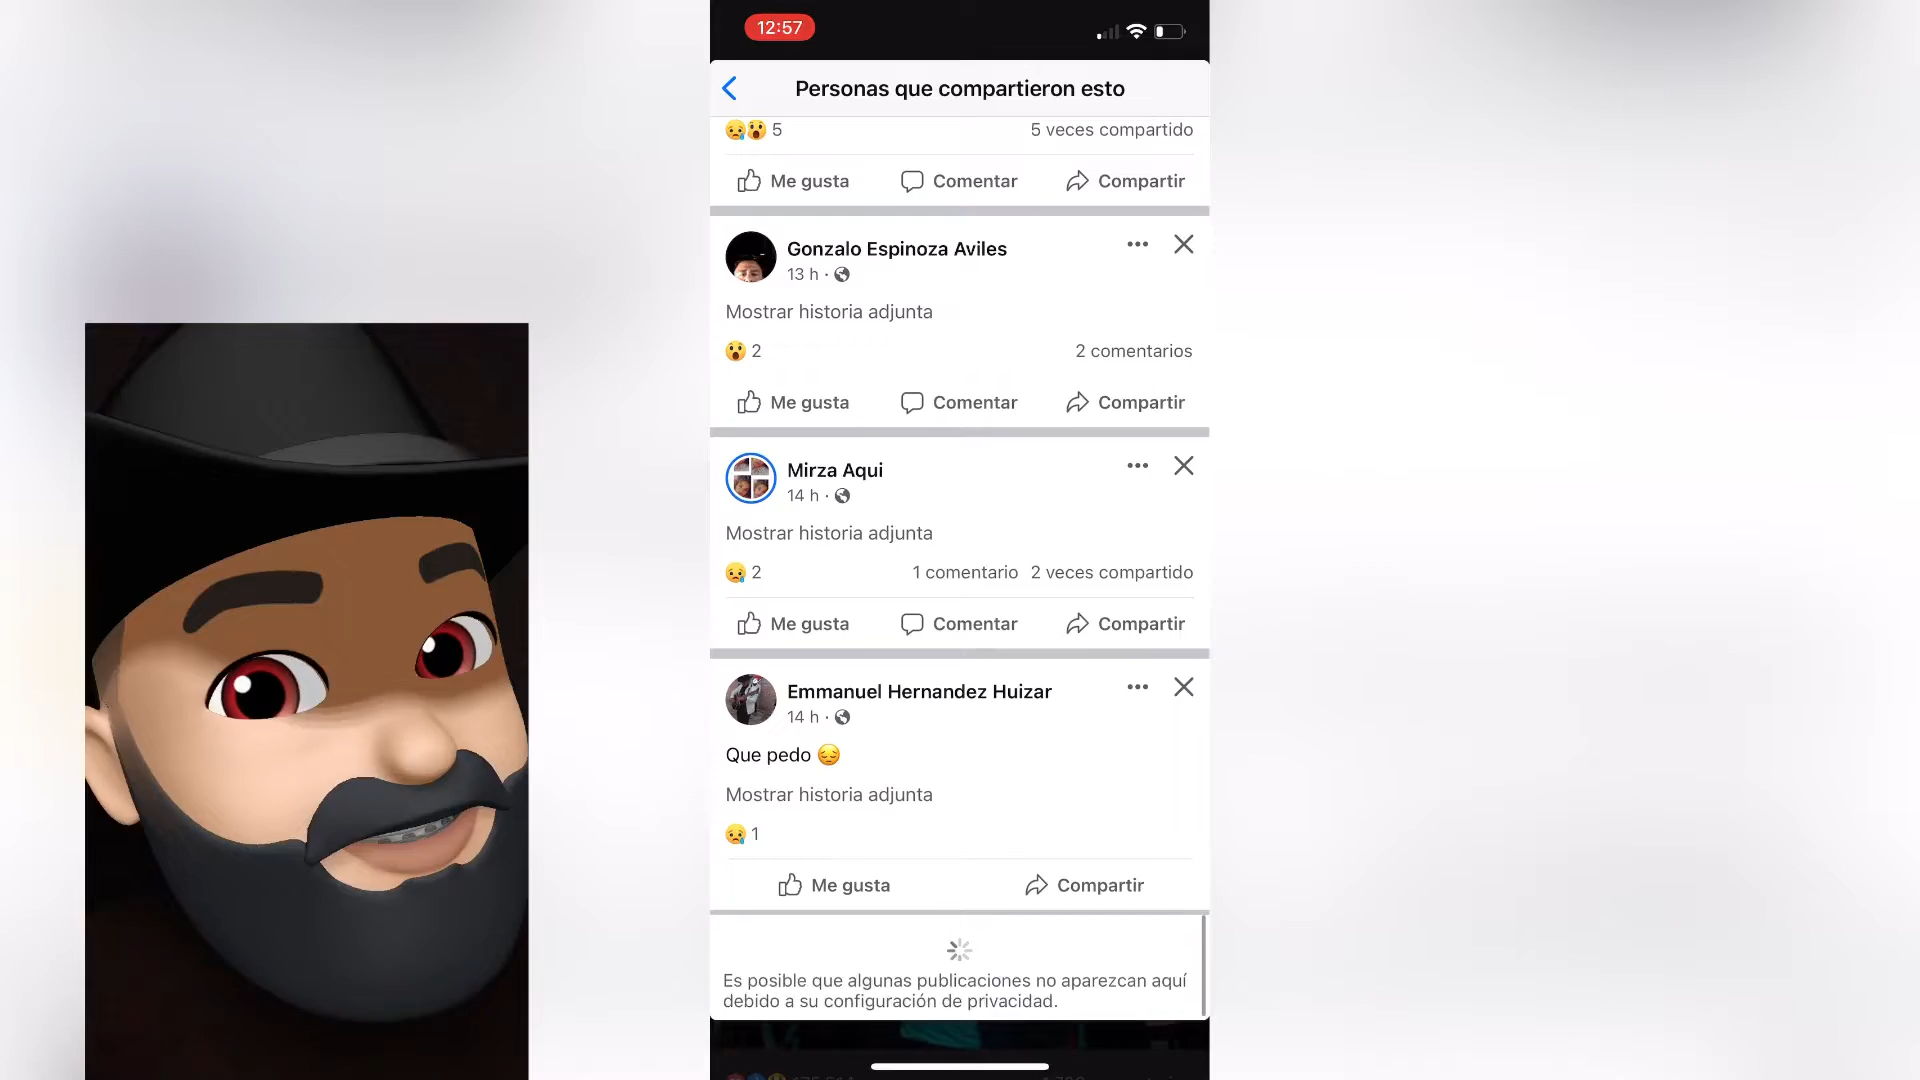 12:57
Personas que compartieron esto
5
5 veces compartido
Me gusta
Comentar
Compartir
Gonzalo Espinoza Aviles
13 h ·
Mostrar historia adjunta
2
2 comentarios
Me gusta
Comentar
Compartir
Mirza Aqui
14 h ·
Mostrar historia adjunta
2
1 comentario
2 veces compartido
Me gusta
Comentar
Compartir
Emmanuel Hernandez Huizar
14 h ·
Que pedo 😔
Mostrar historia adjunta
1
Me gusta
Compartir
Es posible que algunas publicaciones no aparezcan aquí
debido a su configuración de privacidad.